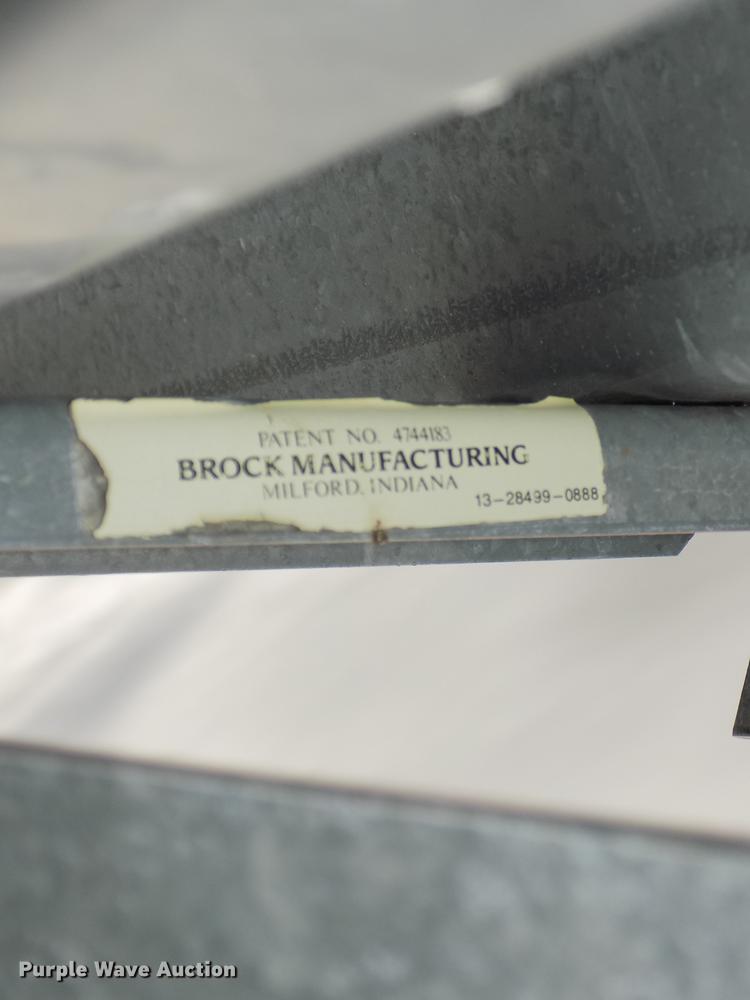 PATENT NO. 4744183
BROCK MANUFACTURING
MILFORD, INDIANA
13-28499-0888
Purple Wave Auction